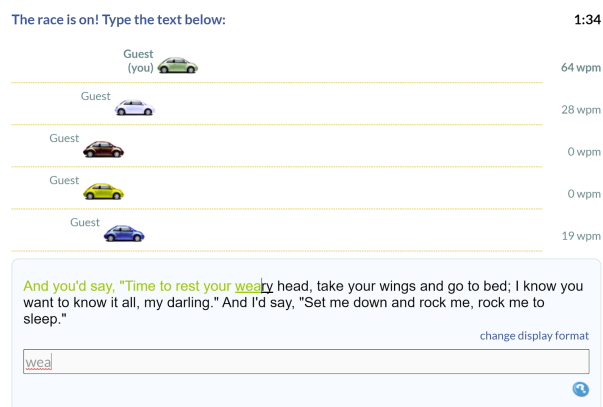 The race is on! Type the text below:
1:34
Guest
(you)
64 wpm
Guest
28 wpm
Guest
0 wpm
Guest
0 wpm
Guest
19 wpm
And you'd say, "Time to rest your weary head, take your wings and go to bed; I know you
want to know it all, my darling." And I'd say, "Set me down and rock me, rock me to
sleep."
change display format
wea